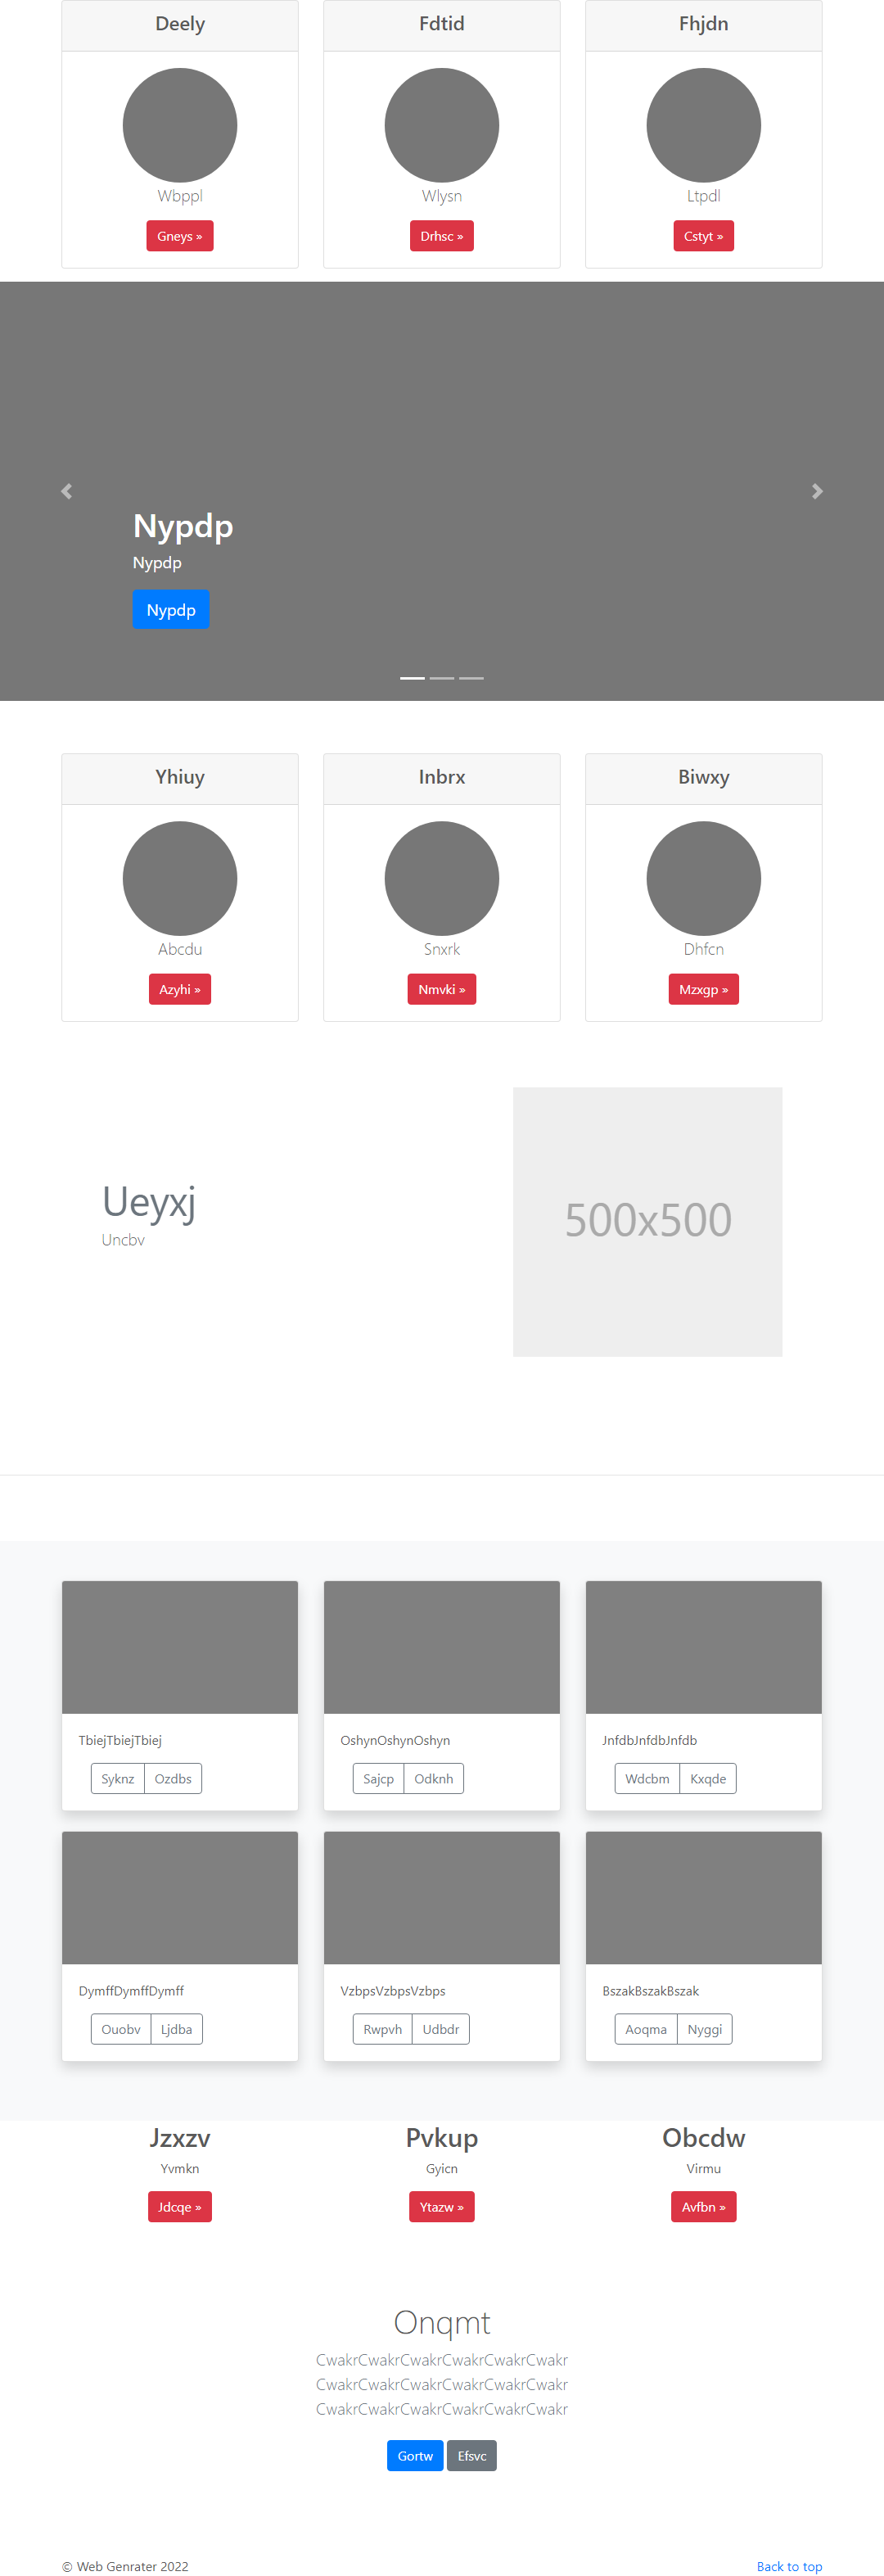 Deely
Fdtid
Fhjdn
Wbppl
Wlysn
Ltpdl
Gneys »
Drhsc »
Cstyt »
Nypdp
Nypdp
Nypdp
Yhiuy
Inbrx
Biwxy
Abcdu
Snxrk
Dhfcn
Azyhi »
Nmvki »
Mzxgp »
Ueyxj
Uncbv
500x500
TbiejTbiejTbiej
OshynOshynOshyn
JnfdbJnfdbJnfdb
Syknz
Ozdbs
Sajcp
Odknh
Wdcbm
Kxqde
DymffDymffDymff
VzbpsVzbpsVzbps
BszakBszakBszak
Ouobv
Ljdba
Rwpvh
Udbdr
Aoqma
Nyggi
Jzxzv
Pvkup
Obcdw
Yvmkn
Gyicn
Virmu
Jdcqe »
Ytazw »
Avfbn »
Onqmt
CwakrCwakrCwakrCwakrCwakrCwakr
CwakrCwakrCwakrCwakrCwakrCwakr
CwakrCwakrCwakrCwakrCwakrCwakr
Gortw
Efsvc
© Web Genrater 2022
Back to top